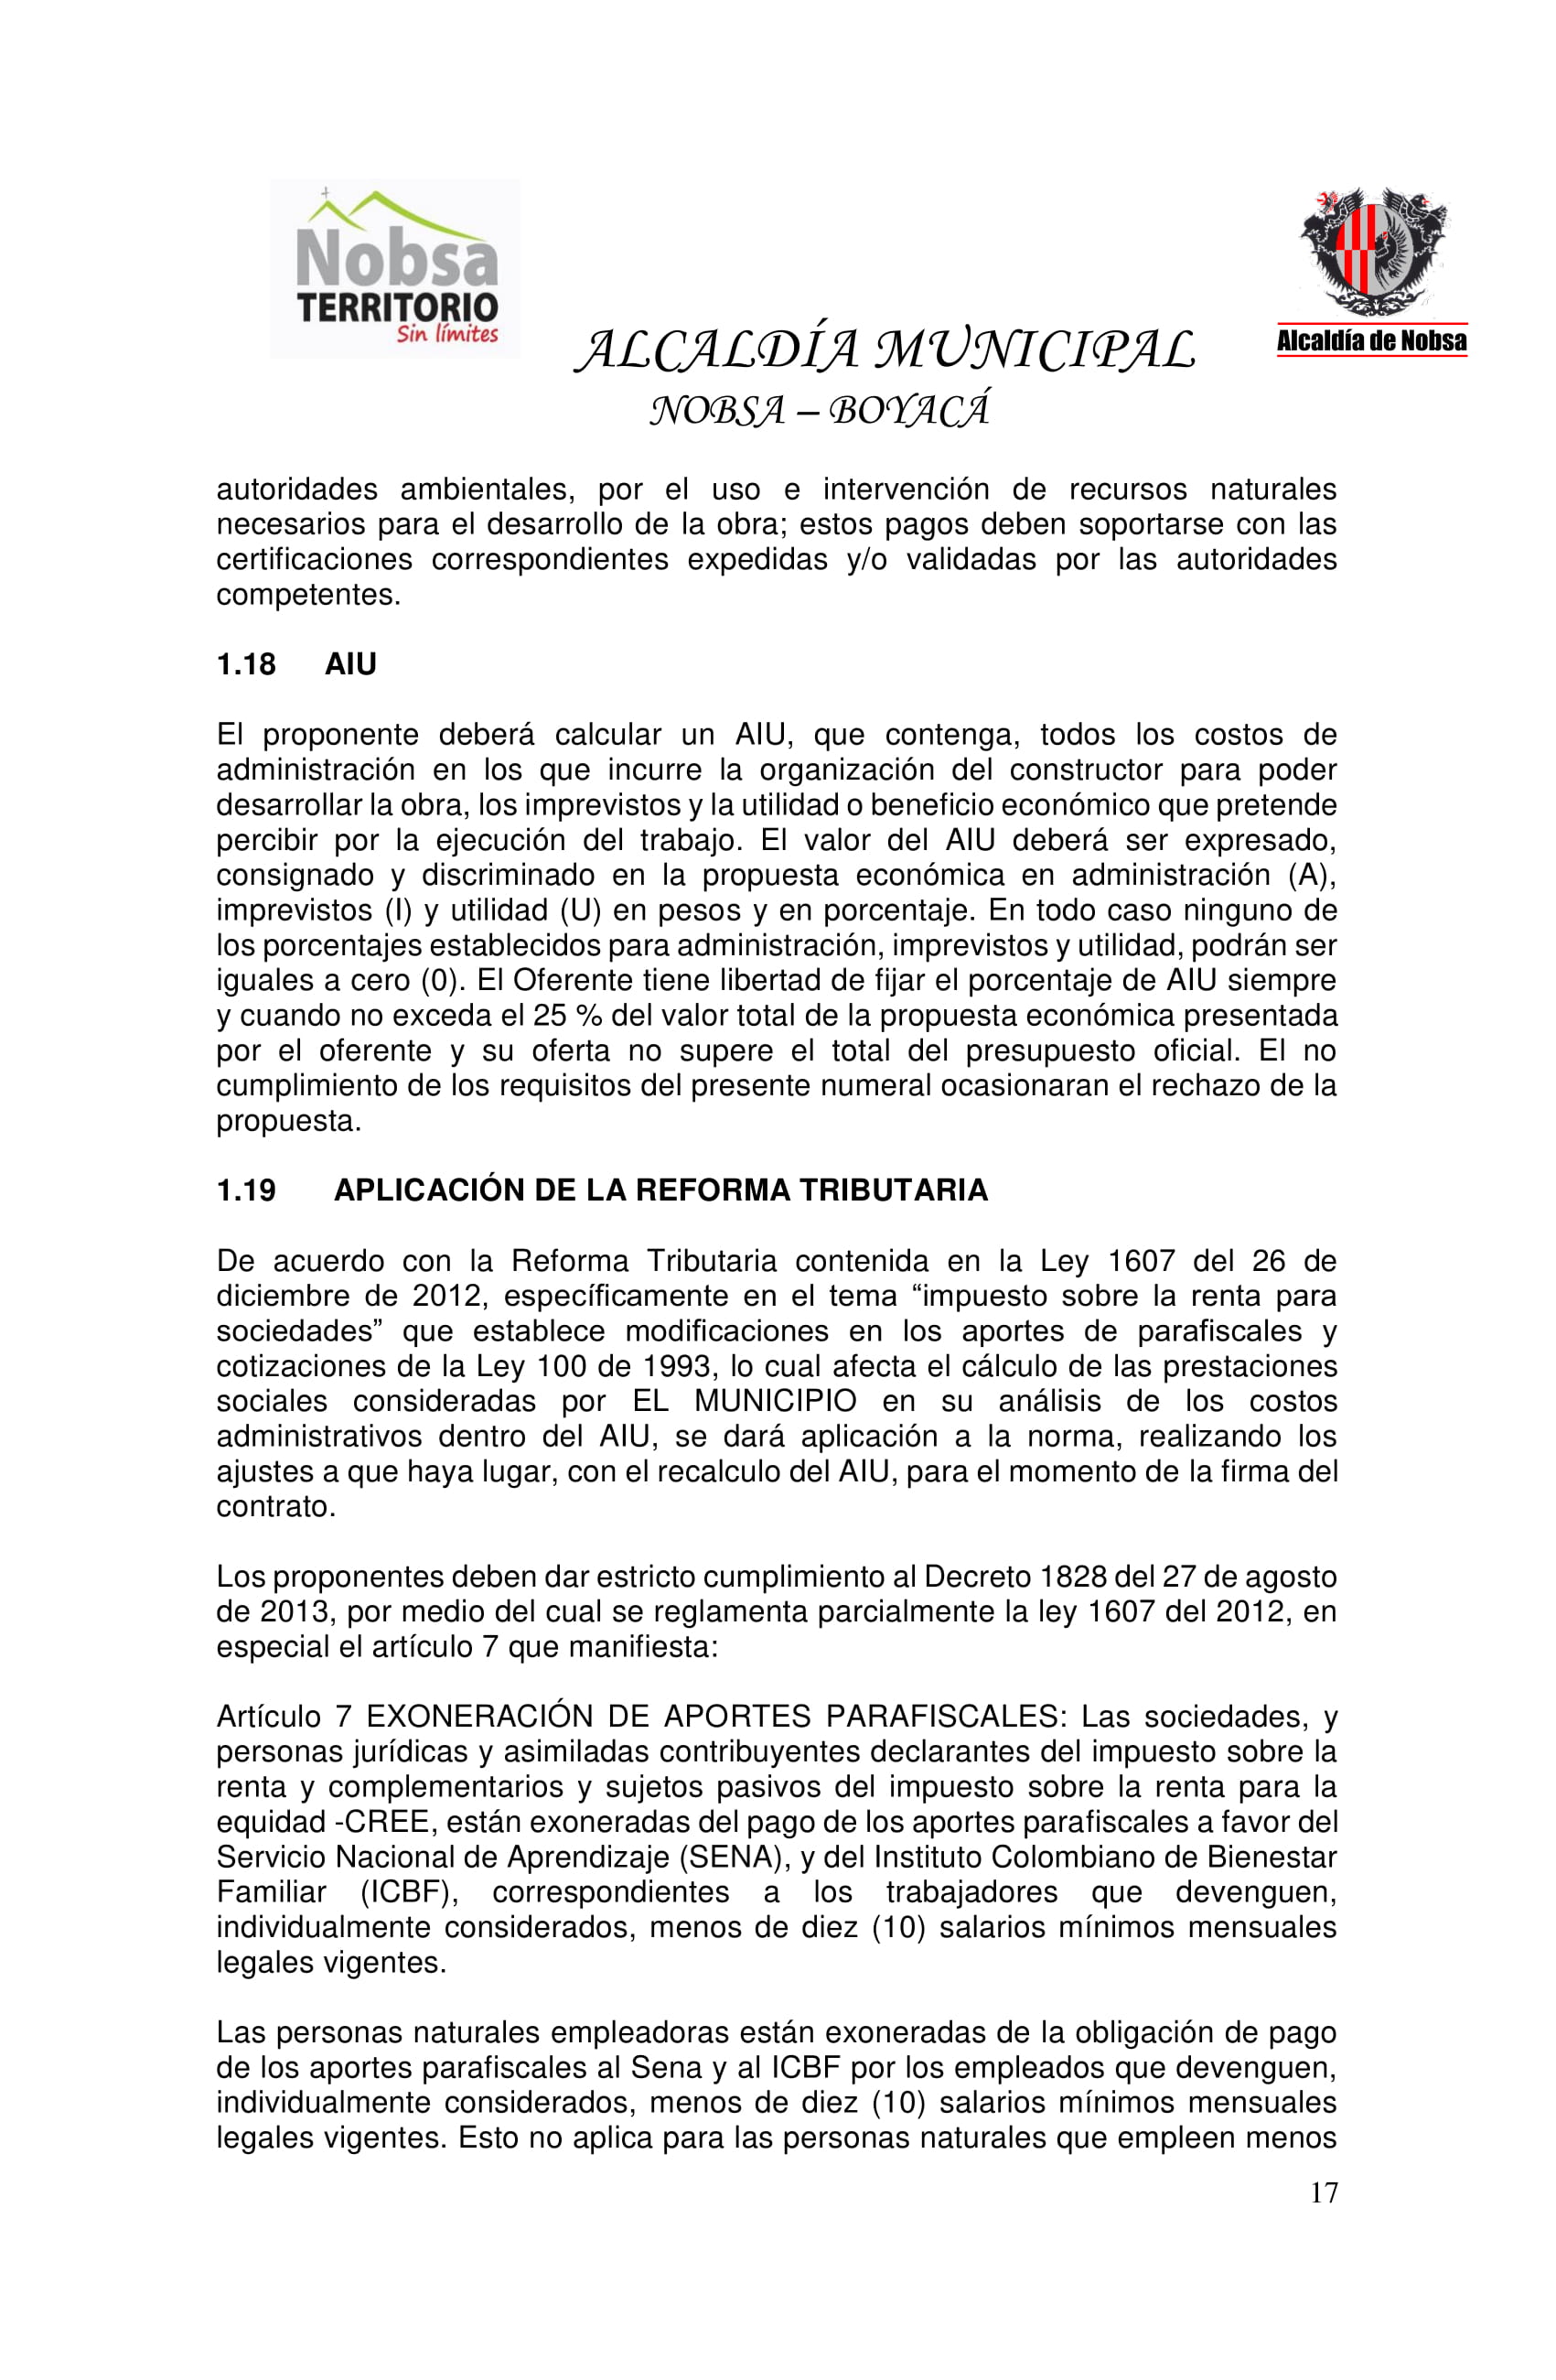 Nobsa
TERRITORIO
Sin límites
Alcaldía de Nobsa
ALCALDÍA MUNICIPAL
NOBSA – BOYACÁ
autoridades ambientales, por el uso e intervención de recursos naturales
necesarios para el desarrollo de la obra; estos pagos deben soportarse con las
certificaciones correspondientes expedidas y/o validadas por las autoridades
competentes.
1.18 AIU
El proponente deberá calcular un AIU, que contenga, todos los costos de
administración en los que incurre la organización del constructor para poder
desarrollar la obra, los imprevistos y la utilidad o beneficio económico que pretende
percibir por la ejecución del trabajo. El valor del AIU deberá ser expresado,
consignado y discriminado en la propuesta económica en administración (A),
imprevistos (I) y utilidad (U) en pesos y en porcentaje. En todo caso ninguno de
los porcentajes establecidos para administración, imprevistos y utilidad, podrán ser
iguales a cero (0). El Oferente tiene libertad de fijar el porcentaje de AIU siempre
y cuando no exceda el 25 % del valor total de la propuesta económica presentada
por el oferente y su oferta no supere el total del presupuesto oficial. El no
cumplimiento de los requisitos del presente numeral ocasionaran el rechazo de la
propuesta.
1.19 APLICACIÓN DE LA REFORMA TRIBUTARIA
De acuerdo con la Reforma Tributaria contenida en la Ley 1607 del 26 de
diciembre de 2012, específicamente en el tema “impuesto sobre la renta para
sociedades” que establece modificaciones en los aportes de parafiscales y
cotizaciones de la Ley 100 de 1993, lo cual afecta el cálculo de las prestaciones
sociales consideradas por EL MUNICIPIO en su análisis de los costos
administrativos dentro del AIU, se dará aplicación a la norma, realizando los
ajustes a que haya lugar, con el recalculo del AIU, para el momento de la firma del
contrato.
Los proponentes deben dar estricto cumplimiento al Decreto 1828 del 27 de agosto
de 2013, por medio del cual se reglamenta parcialmente la ley 1607 del 2012, en
especial el artículo 7 que manifiesta:
Artículo 7 EXONERACIÓN DE APORTES PARAFISCALES: Las sociedades, y
personas jurídicas y asimiladas contribuyentes declarantes del impuesto sobre la
renta y complementarios y sujetos pasivos del impuesto sobre la renta para la
equidad -CREE, están exoneradas del pago de los aportes parafiscales a favor del
Servicio Nacional de Aprendizaje (SENA), y del Instituto Colombiano de Bienestar
Familiar (ICBF), correspondientes a los trabajadores que devenguen,
individualmente considerados, menos de diez (10) salarios mínimos mensuales
legales vigentes.
Las personas naturales empleadoras están exoneradas de la obligación de pago
de los aportes parafiscales al Sena y al ICBF por los empleados que devenguen,
individualmente considerados, menos de diez (10) salarios mínimos mensuales
legales vigentes. Esto no aplica para las personas naturales que empleen menos
17